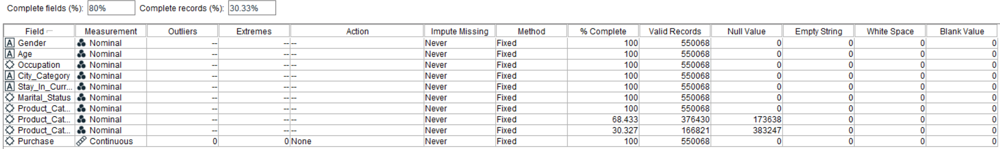 Complete fields (%): 80% Complete records (%): 30.33%
Field Measurement Outliers Extremes Action Impute Missing Method % Complete Valid Records Null Value Empty String White Space Blank Value
A Gender Nominal -- -- -- Never Fixed 100 550068 0 0 0 0
A Age Nominal -- -- -- Never Fixed 100 550068 0 0 0 0
Occupation Nominal -- -- -- Never Fixed 100 550068 0 0 0 0
A City_Category Nominal -- -- -- Never Fixed 100 550068 0 0 0 0
A Stay_In_Curr... Nominal -- -- -- Never Fixed 100 550068 0 0 0 0
Marital_Status Nominal -- -- -- Never Fixed 100 550068 0 0 0 0
Product_Cat... Nominal -- -- -- Never Fixed 100 550068 0 0 0 0
Product_Cat... Nominal -- -- -- Never Fixed 68.433 376430 173638 0 0 0
Product_Cat... Nominal -- -- -- Never Fixed 30.327 166821 383247 0 0 0
Purchase Continuous 0 0 None Never Fixed 100 550068 0 0 0 0